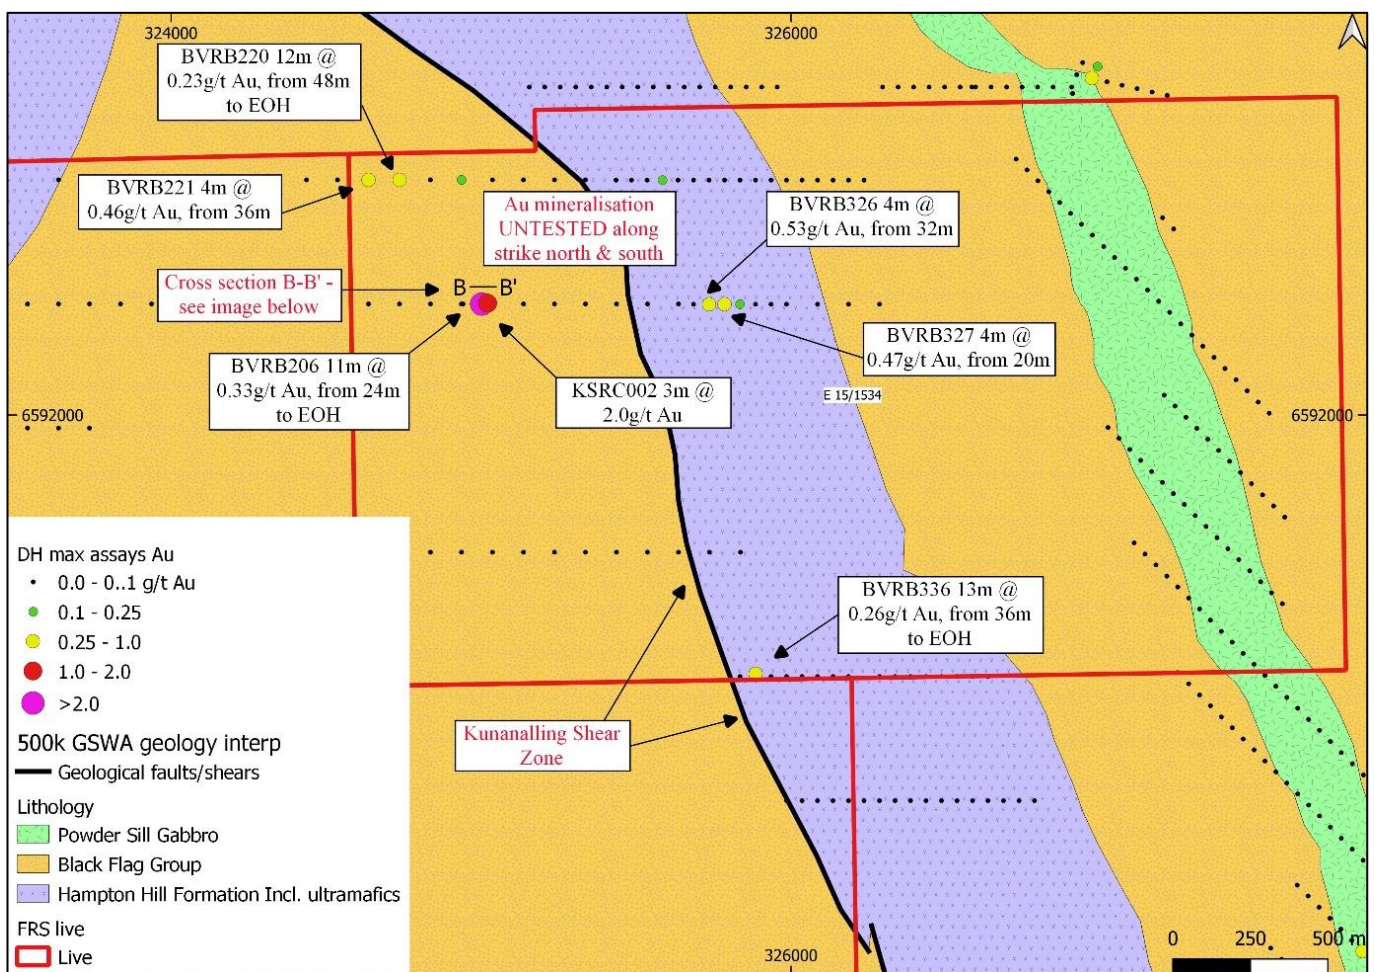 324000
326000
BVRB220 12m @
0.23g/t Au, from 48m
to EOH
BVRB221 4m @
0.46g/t Au, from 36m
Au mineralisation
UNTESTED along
strike north & south
BVRB326 4m @
0.53g/t Au, from 32m
Cross section B-B' -
see image below
B — B'
BVRB327 4m @
0.47g/t Au, from 20m
BVRB206 11m @
0.33g/t Au, from 24m
to EOH
KSRC002 3m @
2.0g/t Au
E 15/1534
6592000
6592000
BVRB336 13m @
0.26g/t Au, from 36m
to EOH
Kunanalling Shear
Zone
DH max assays Au
0.0 - 0..1 g/t Au
0.1 - 0.25
0.25 - 1.0
1.0 - 2.0
>2.0
500k GSWA geology interp
Geological faults/shears
Lithology
Powder Sill Gabbro
Black Flag Group
Hampton Hill Formation Incl. ultramafics
FRS live
Live
326000
0 250 500 m